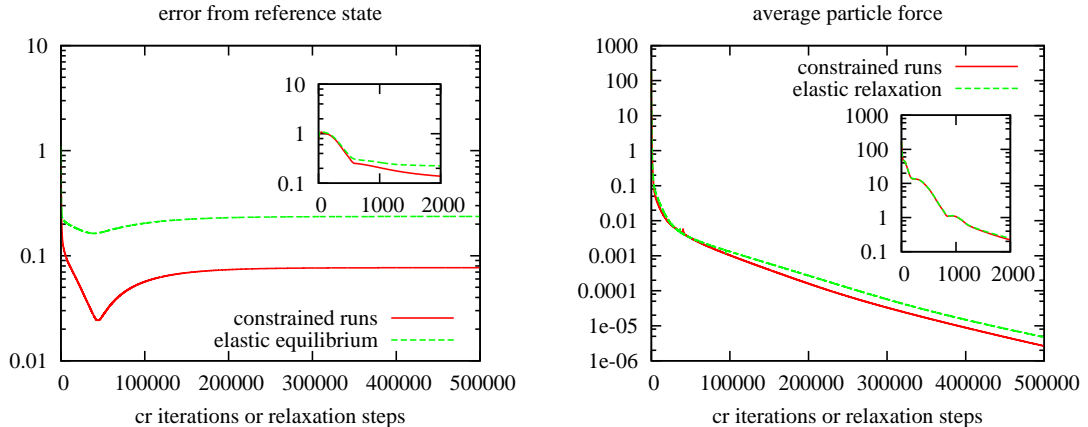 error from reference state
10
1
0.1
0.01
0 100000 200000 300000 400000 500000
cr iterations or relaxation steps
constrained runs
elastic equilibrium
10
1
0.1
0 1000 2000
average particle force
1000
100
10
1
0.1
0.01
0.001
0.0001
1e-05
1e-06
0 100000 200000 300000 400000 500000
cr iterations or relaxation steps
constrained runs
elastic relaxation
1000
100
10
1
0.1
0 1000 2000